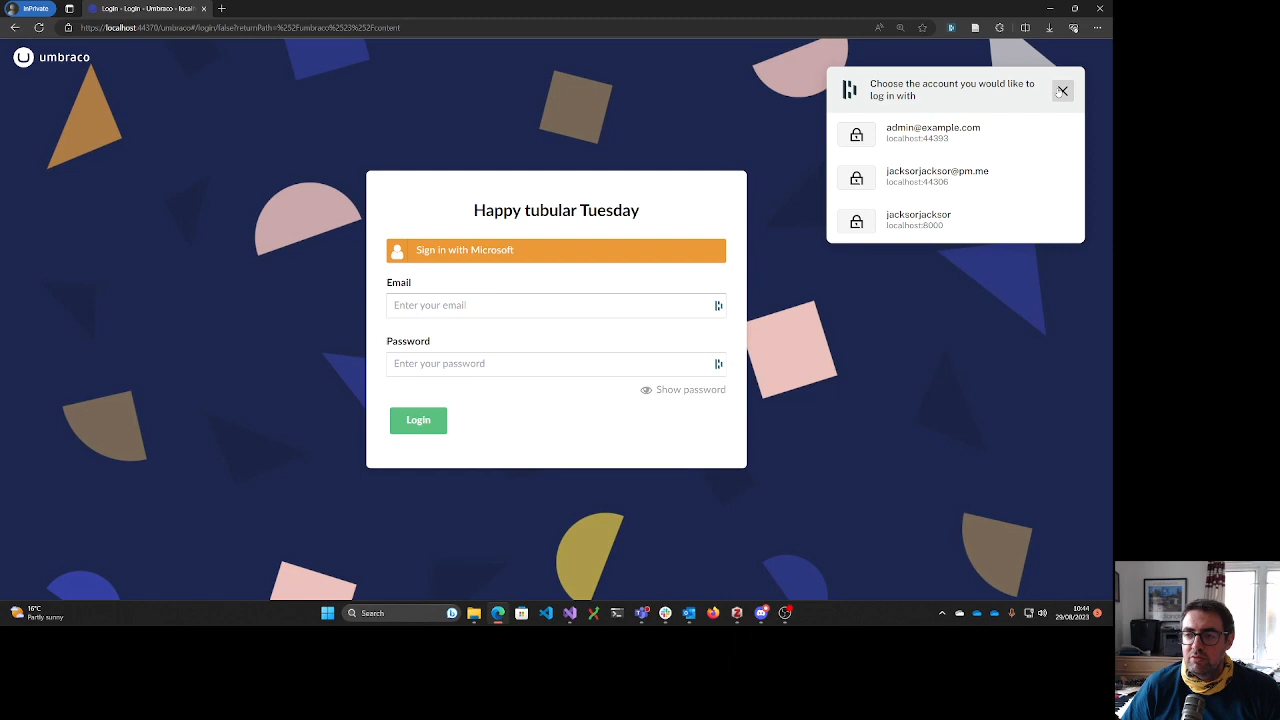 InPrivate
Login - Login - Umbraco - local
https://localhost:44370/umbraco#/login/false?returnPath=%252Fumbraco%2523%252Fcontent
umbraco
Choose the account you would like to
log in with
admin@example.com
localhost:44393
jacksorjacksor@pm.me
localhost:44306
jacksorjacksor
localhost:8000
Happy tubular Tuesday
Sign in with Microsoft
Email
Enter your email
Password
Enter your password
Show password
Login
16°C
Partly sunny
Search
10:44
29/08/2023